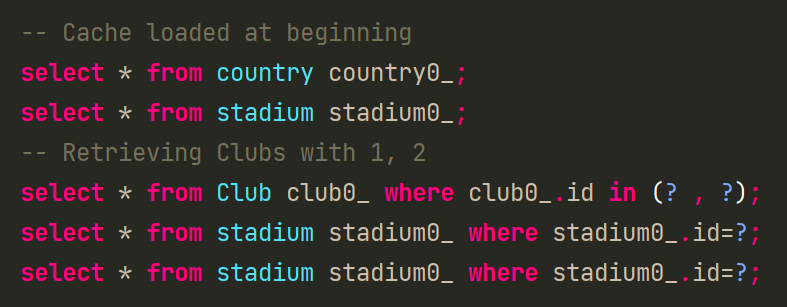 -- Cache loaded at beginning
select * from country country0_;
select * from stadium stadium0_;
-- Retrieving Clubs with 1, 2
select * from Club club0_ where club0_.id in (? , ?);
select * from stadium stadium0_ where stadium0_.id=?;
select * from stadium stadium0_ where stadium0_.id=?;